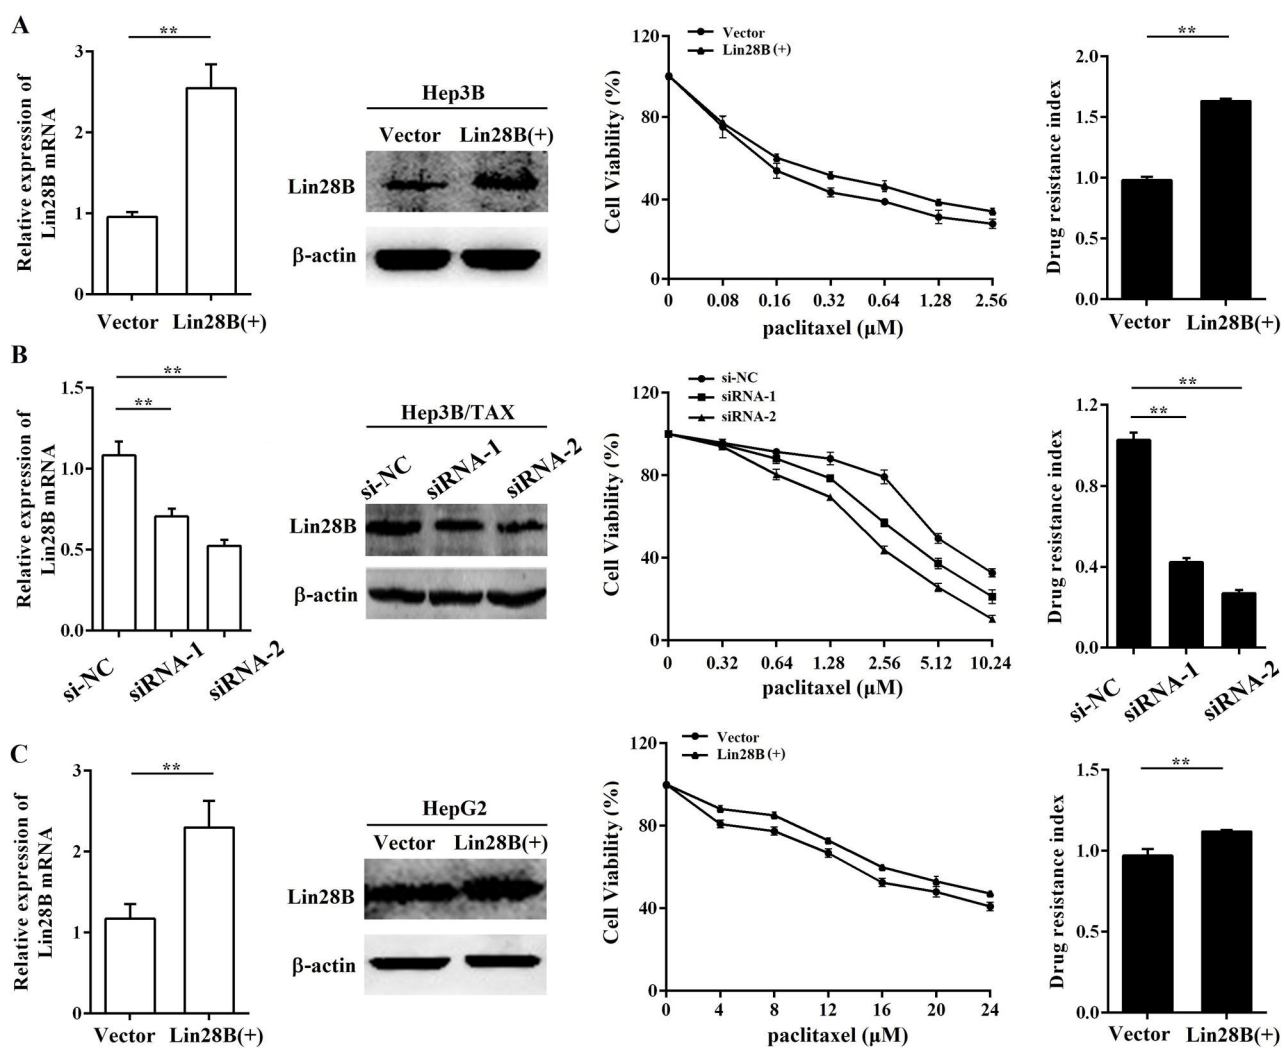 A
Relative expression of
Lin28B mRNA
3
2
1
0
**
Vector
Lin28B(+)
Hep3B
Vector
Lin28B(+)
Lin28B
β-actin
Cell Viability (%)
120
80
40
0
Vector
Lin28B(+)
0
0.08
0.16
0.32
0.64
1.28
2.56
paclitaxel (μM)
Drug resistance index
2.0
1.5
1.0
0.5
0.0
**
Vector
Lin28B(+)
B
Relative expression of
Lin28B mRNA
1.5
1.0
0.5
0.0
**
**
si-NC
siRNA-1
siRNA-2
Hep3B/TAX
si-NC
siRNA-1
siRNA-2
Lin28B
β-actin
Cell Viability (%)
120
80
40
0
si-NC
siRNA-1
siRNA-2
0
0.32
0.64
1.28
2.56
5.12
10.24
paclitaxel (μM)
Drug resistance index
1.2
0.8
0.4
0.0
**
**
si-NC
siRNA-1
siRNA-2
C
Relative expression of
Lin28B mRNA
3
2
1
0
**
Vector
Lin28B(+)
HepG2
Vector
Lin28B(+)
Lin28B
β-actin
Cell Viability (%)
120
80
40
0
Vector
Lin28B(+)
0
4
8
12
16
20
24
paclitaxel (μM)
Drug resistance index
1.5
1.0
0.5
0.0
**
Vector
Lin28B(+)